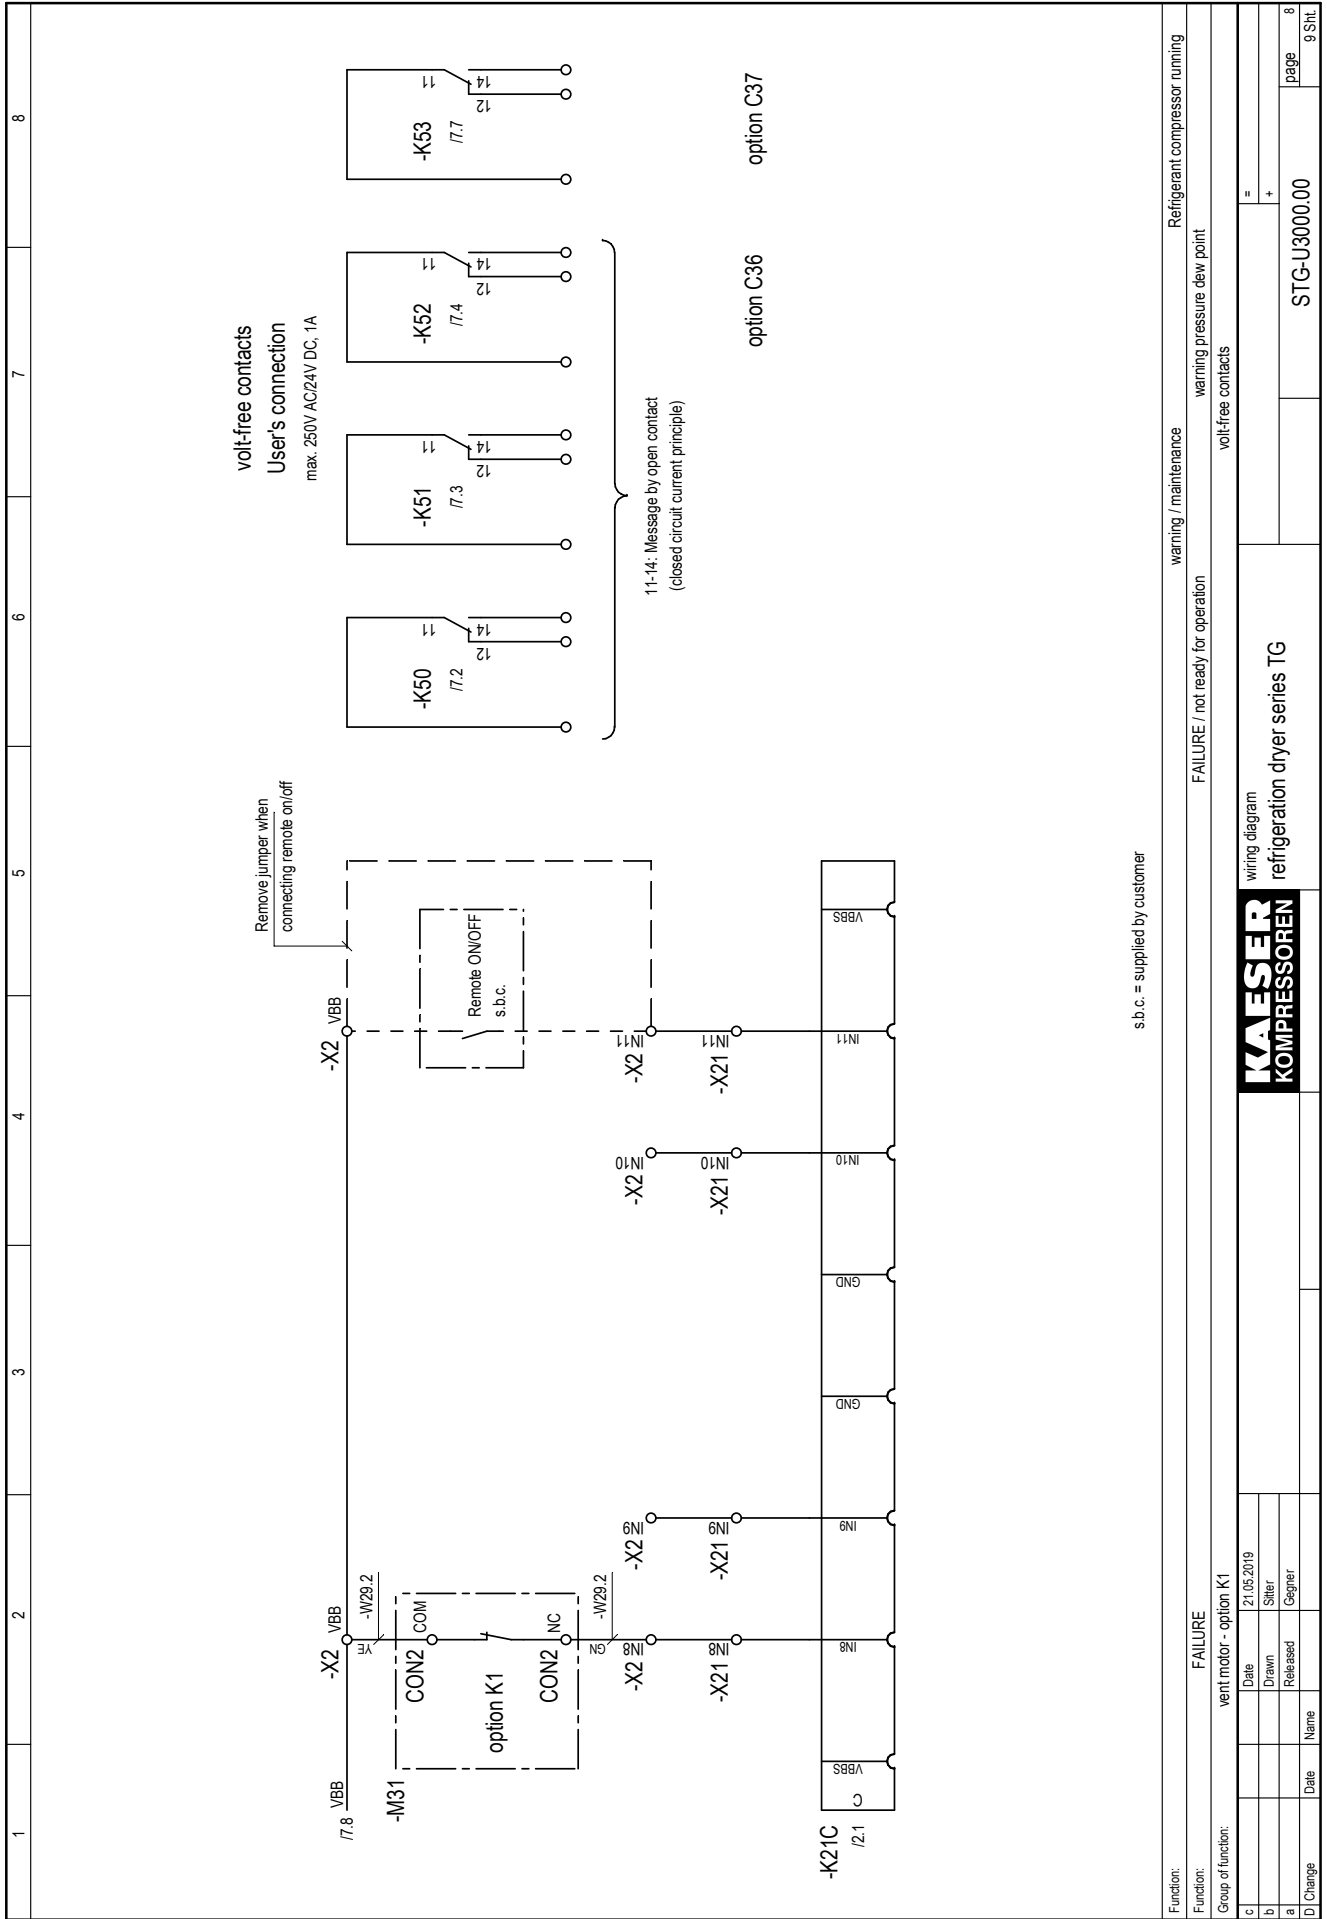 1
2
3
4
5
6
7
8
/7.8
VBB
-X2
VBB
YE
-W29.2
-M31
CON2
COM
option K1
CON2
NC
GN
-W29.2
-X2
IN8
-X2
IN9
-X21
IN8
-X21
IN9
-X2
VBB
Remove jumper when
connecting remote on/off
Remote ON/OFF
s.b.c.
-X2
IN10
-X2
IN11
-X21
IN10
-X21
IN11
-K21C
/2.1
C
VBBS
IN8
IN9
GND
GND
IN10
IN11
VBBS
volt-free contacts
User's connection
max. 250V AC/24V DC, 1A
-K50
/7.2
11
12
14
-K51
/7.3
11
12
14
-K52
/7.4
11
12
14
-K53
/7.7
11
12
14
11-14: Message by open contact
(closed circuit current principle)
option C36
option C37
s.b.c. = supplied by customer
Function:
warning / maintenance
Refrigerant compressor running
Function:
FAILURE
FAILURE / not ready for operation
warning pressure dew point
Group of function:
vent motor - option K1
volt-free contacts
c
Date
21.05.2019
b
Drawn
Sitter
a
Released
Gegner
D
Change
Date
Name
KAESER
KOMPRESSOREN
wiring diagram
refrigeration dryer series TG
=
+
STG-U3000.00
page
8
9 Sht.